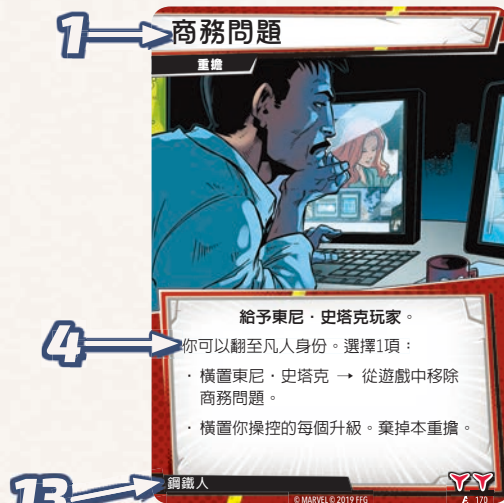 1
商務問題
重擔
給予東尼．史塔克玩家。
4
你可以翻至凡人身份。選擇1項：
· 橫置東尼．史塔克 → 從遊戲中移除
商務問題。
· 橫置你操控的每個升級。棄掉本重擔。
13
鋼鐵人
© MARVEL © 2019 FFG
170